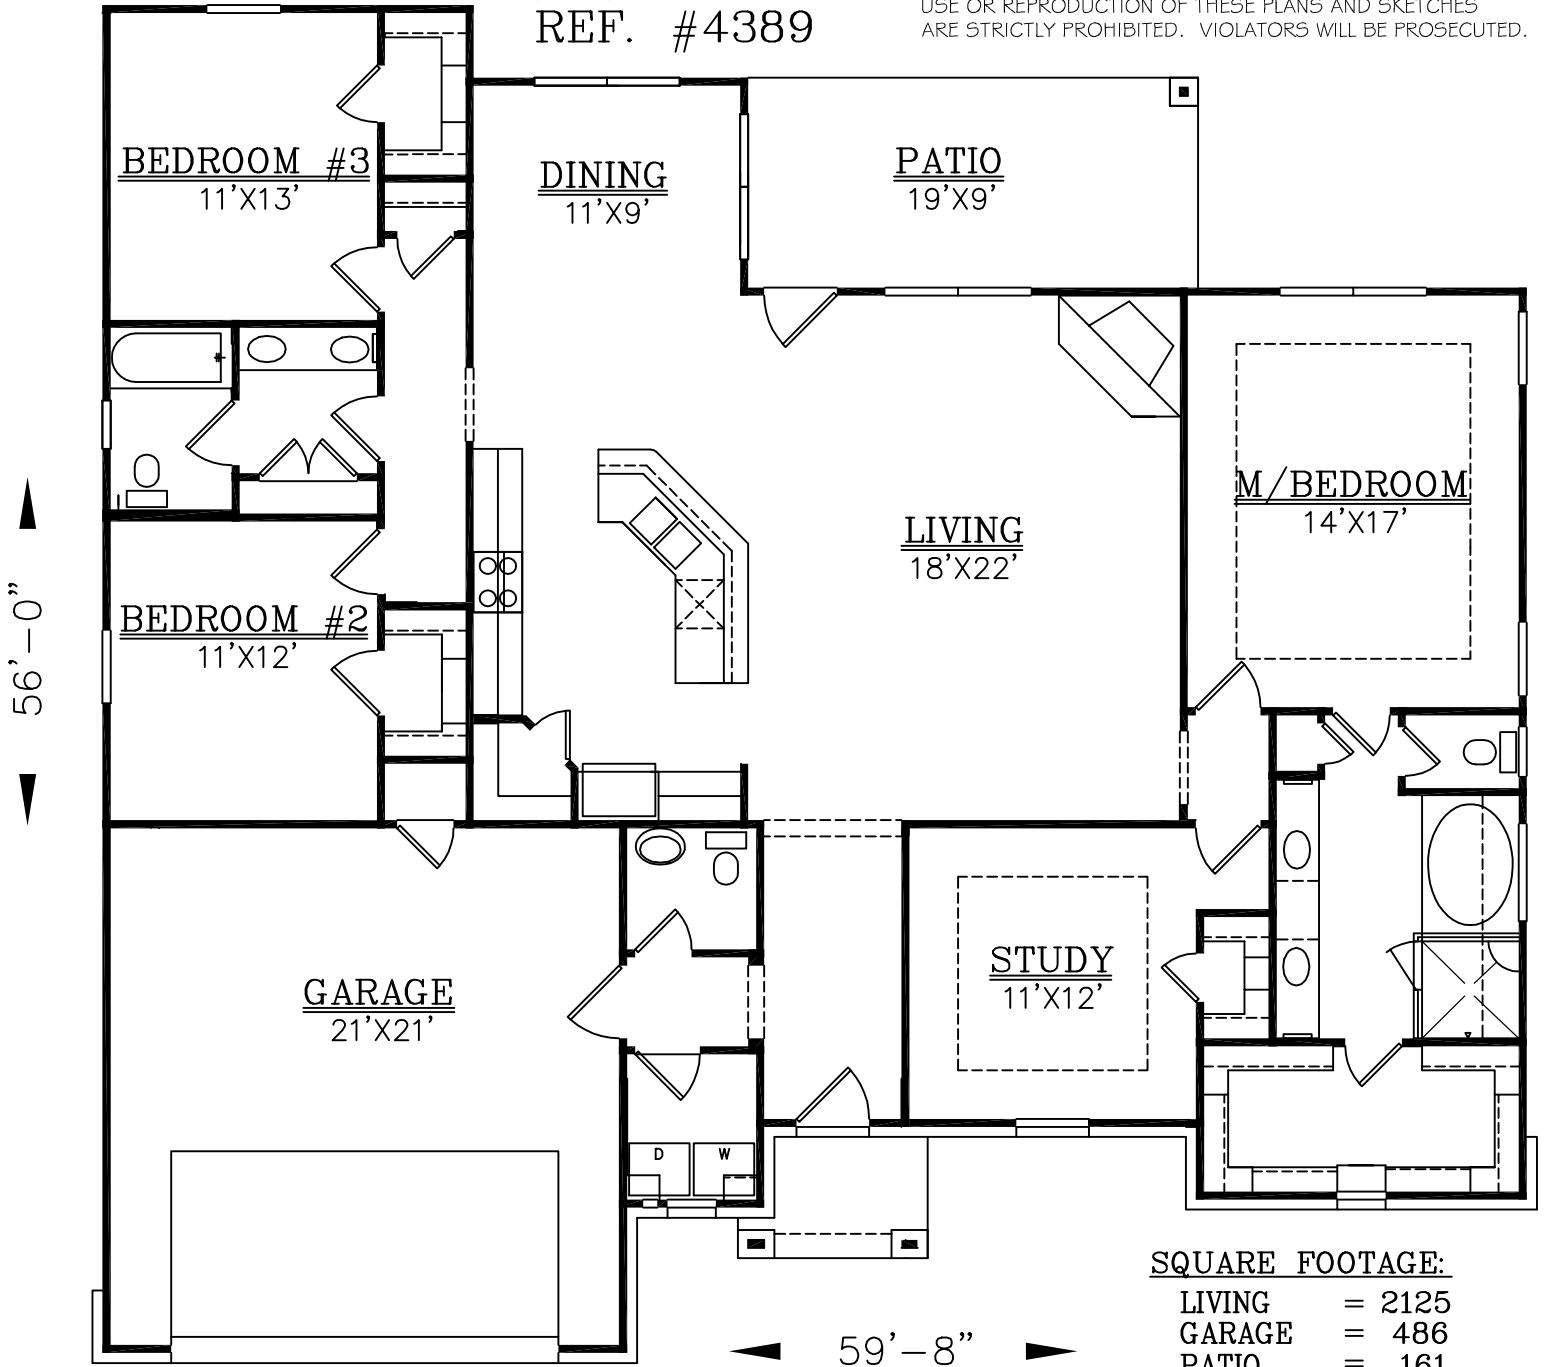 USE OR REPRODUCTION OF THESE PLANS AND SKETCHES
ARE STRICTLY PROHIBITED. VIOLATORS WILL BE PROSECUTED.
REF. #4389
BEDROOM #3
11'X13'
DINING
11'X9'
PATIO
19'X9'
M/BEDROOM
14'X17'
LIVING
18'X22'
BEDROOM #2
11'X12'
56'-0"
STUDY
11'X12'
GARAGE
21'X21'
D
W
SQUARE FOOTAGE:
LIVING = 2125
GARAGE = 486
PATIO = 161
59'-8"